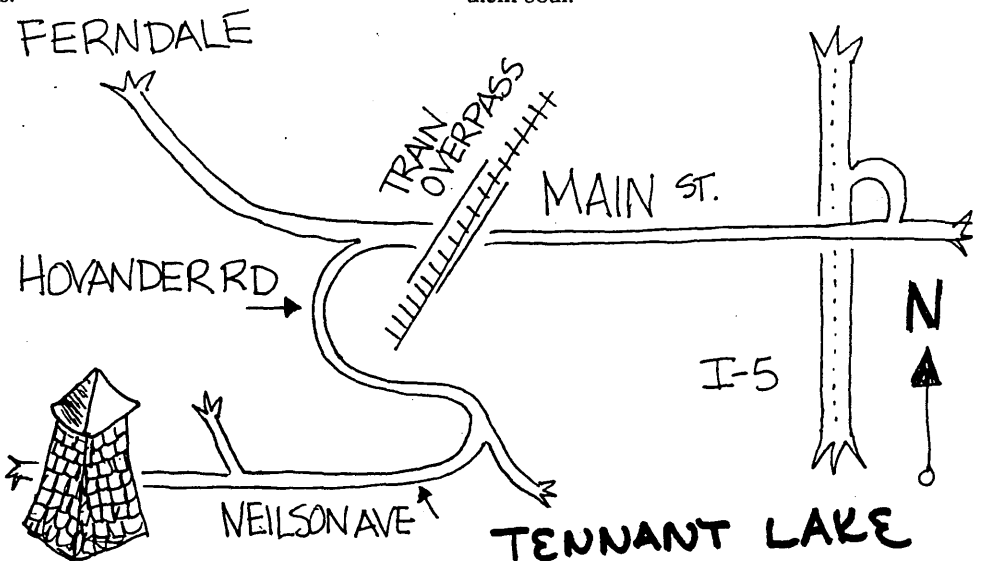 FERNDALE
TRAIN
OVERPASS
MAIN ST.
HOVANDER RD
N
I-5
NEILSON AVE
TENNANT LAKE